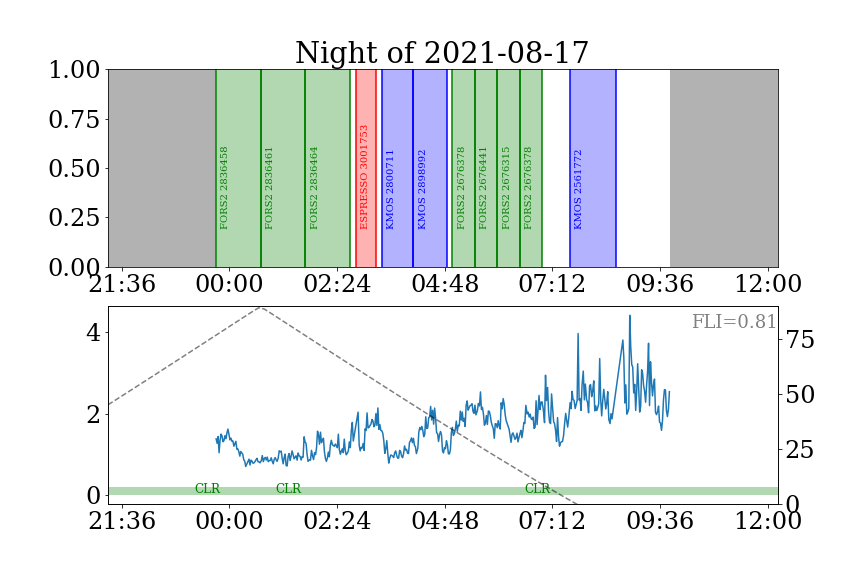 Night of 2021-08-17
1.00
0.75
0.50
0.25
0.00
FORS2 2836458
FORS2 2836461
FORS2 2836464
ESPRESSO 3001753
KMOS 2800711
KMOS 2898992
FORS2 2676378
FORS2 2676441
FORS2 2676315
FORS2 2676378
KMOS 2561772
21:36 00:00 02:24 04:48 07:12 09:36 12:00
FLI=0.81
4
2
0
75
50
25
0
CLR CLR CLR
21:36 00:00 02:24 04:48 07:12 09:36 12:00